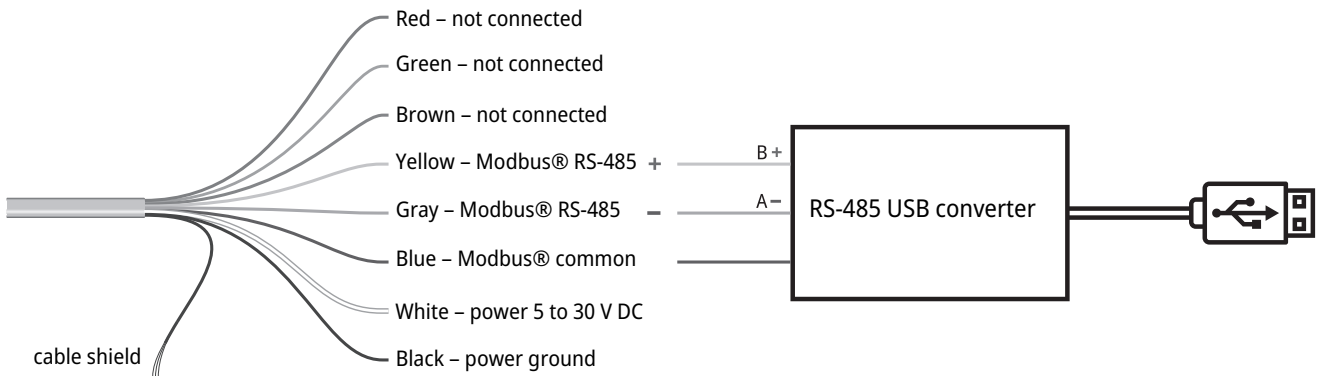 Red – not connected
Green – not connected
Brown – not connected
Yellow – Modbus® RS-485 +
B +
Gray – Modbus® RS-485 –
A –
RS-485 USB converter
Blue – Modbus® common
White – power 5 to 30 V DC
cable shield
Black – power ground